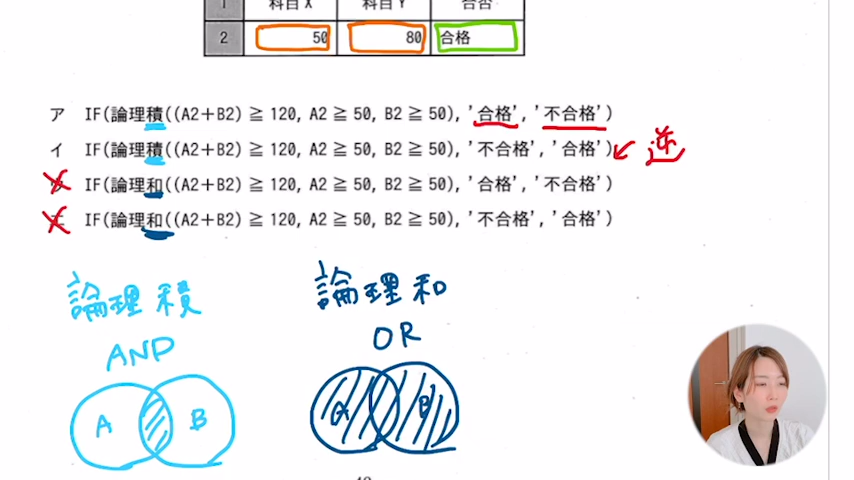 1 科目X 科目Y 合否
2 50 80 合格
ア IF(論理積((A2+B2)≧120, A2≧50, B2≧50), '合格', '不合格')
イ IF(論理積((A2+B2)≧120, A2≧50, B2≧50), '不合格', '合格') 逆
ウ IF(論理和((A2+B2)≧120, A2≧50, B2≧50), '合格', '不合格')
エ IF(論理和((A2+B2)≧120, A2≧50, B2≧50), '不合格', '合格')
論理積 論理和
AND OR
A B A B